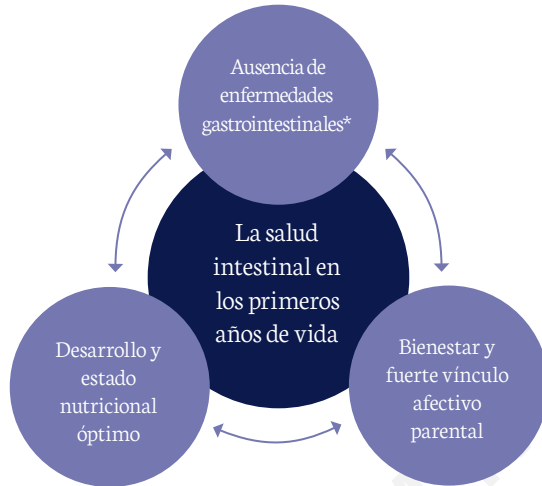 Ausencia de
enfermedades
gastrointestinales*
La salud
intestinal en
los primeros
años de vida
Desarrollo y
estado
nutricional
óptimo
Bienestar y
fuerte vínculo
afectivo
parental